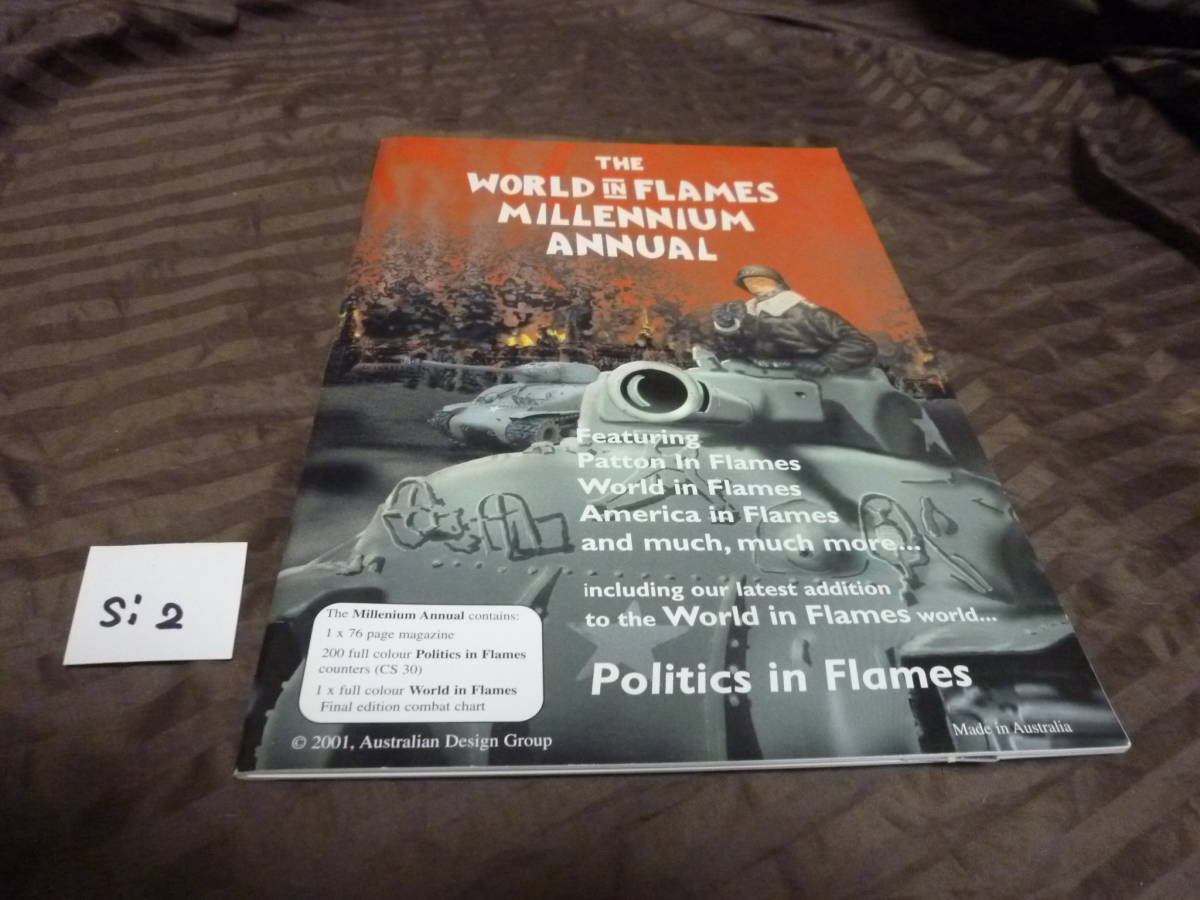 THE
WORLD IN FLAMES
MILLENNIUM
ANNUAL
Featuring
Patton In Flames
World in Flames
America in Flames
and much, much more...
including our latest addition
to the World in Flames world...
Politics in Flames
The Millenium Annual contains:
1 x 76 page magazine
200 full colour Politics in Flames
counters (CS 30)
1 x full colour World in Flames
Final edition combat chart
© 2001, Australian Design Group
Made in Australia
Si 2